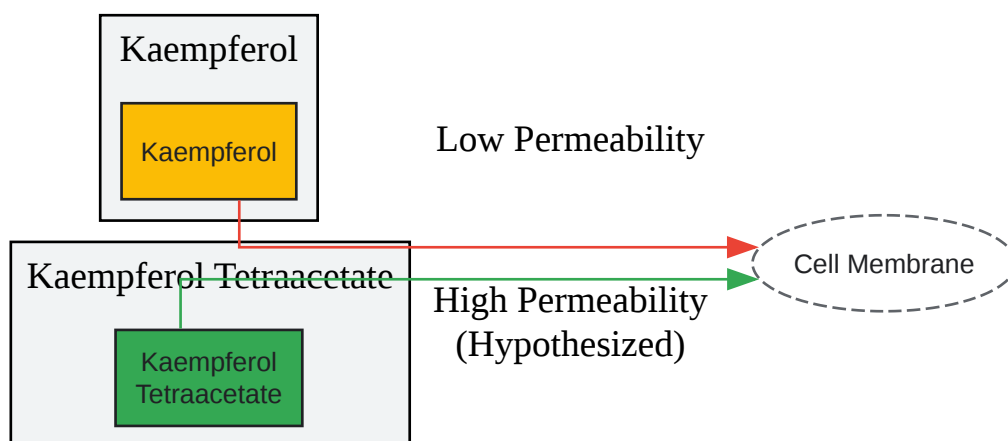 Kaempferol
Kaempferol
Low Permeability
Kaempferol Tetraacetate
Cell Membrane
High Permeability
(Hypothesized)
Kaempferol
Tetraacetate